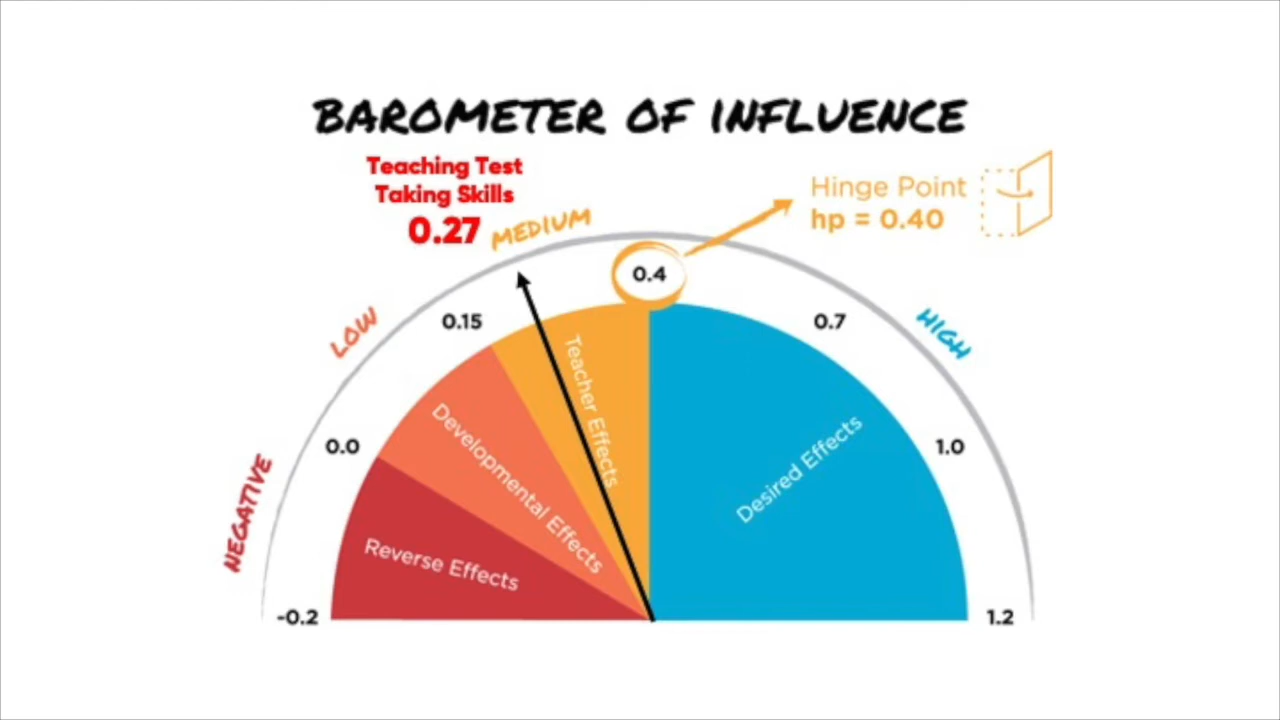 BAROMETER OF INFLUENCE
Teaching Test
Taking Skills
0.27
MEDIUM
Hinge Point
hp = 0.40
0.4
LOW
0.15
0.7
HIGH
Teacher Effects
Developmental Effects
Desired Effects
0.0
1.0
NEGATIVE
Reverse Effects
-0.2
1.2